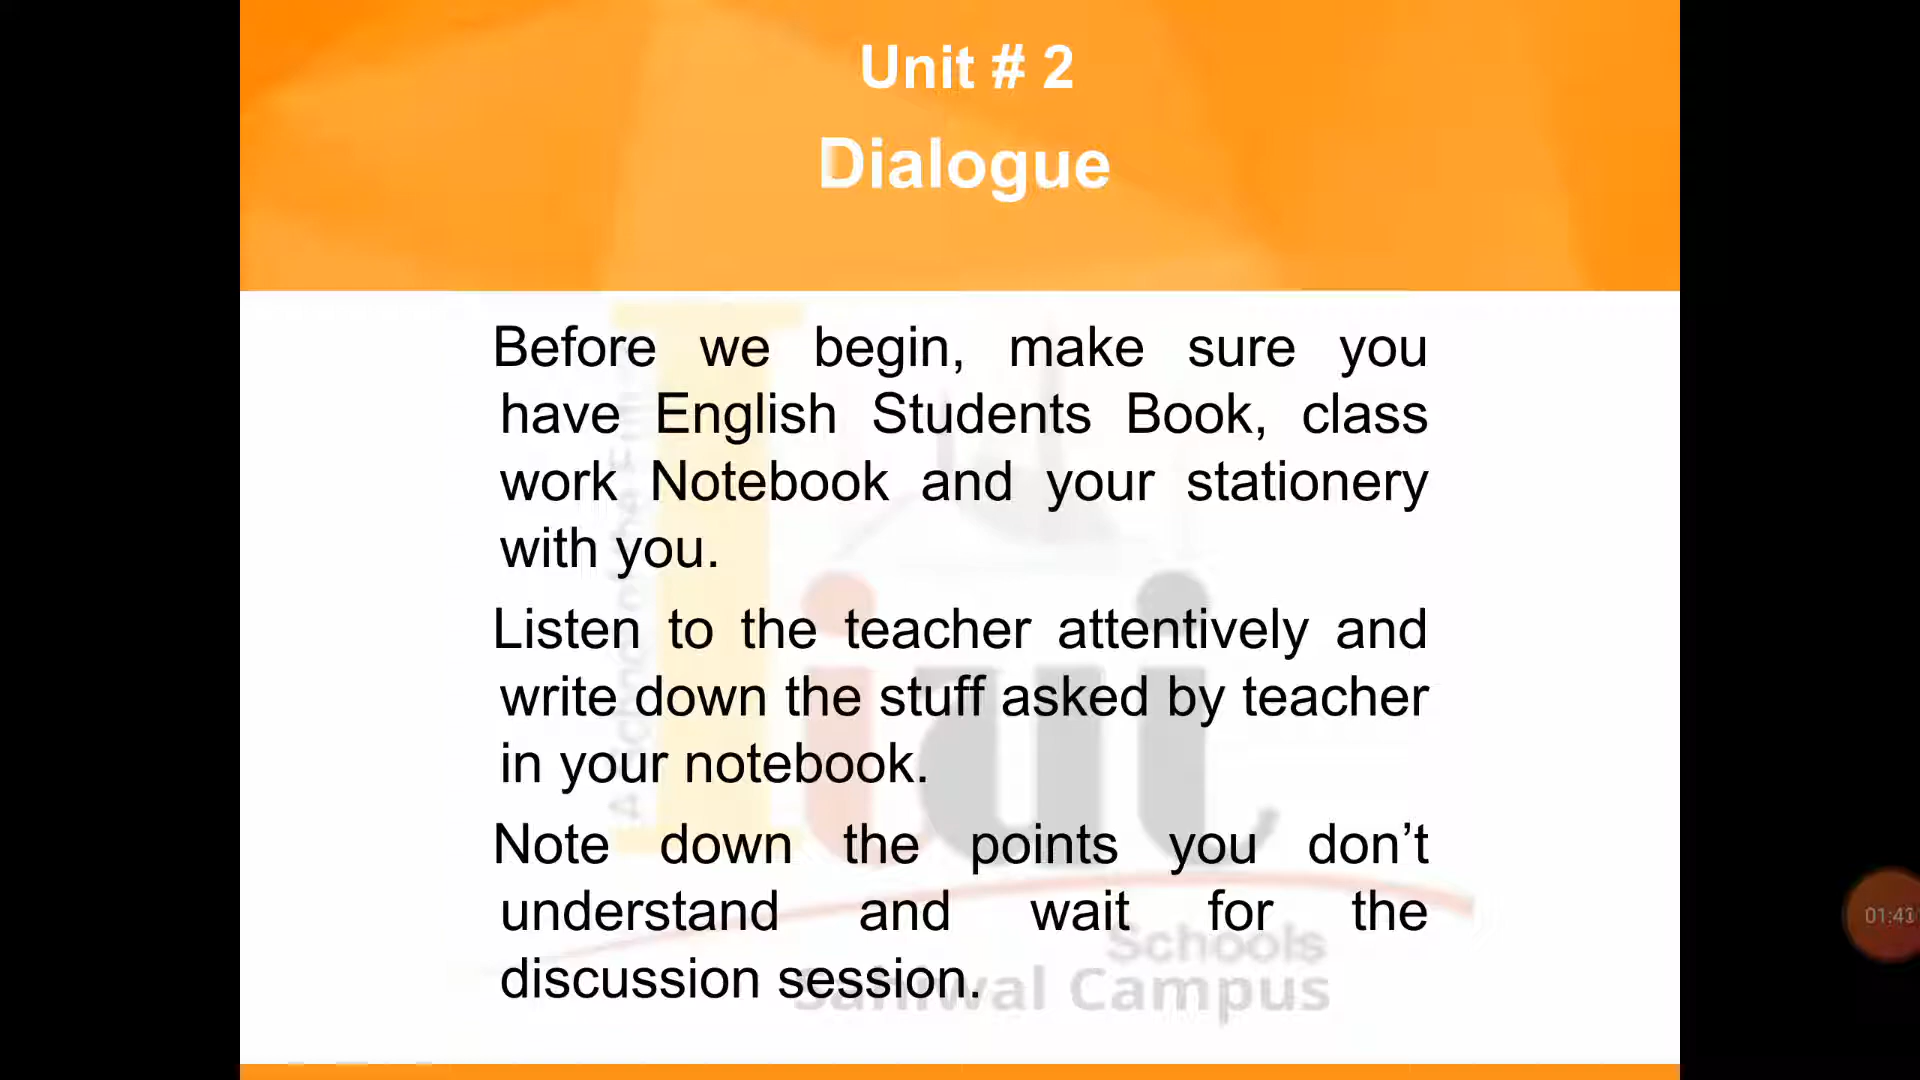 Unit # 2
Dialogue
Before we begin, make sure you
have English Students Book, class
work Notebook and your stationery
with you.
Listen to the teacher attentively and
write down the stuff asked by teacher
in your notebook.
Note down the points you don’t
understand and wait for the
discussion session.
Schools
Sahiwal Campus